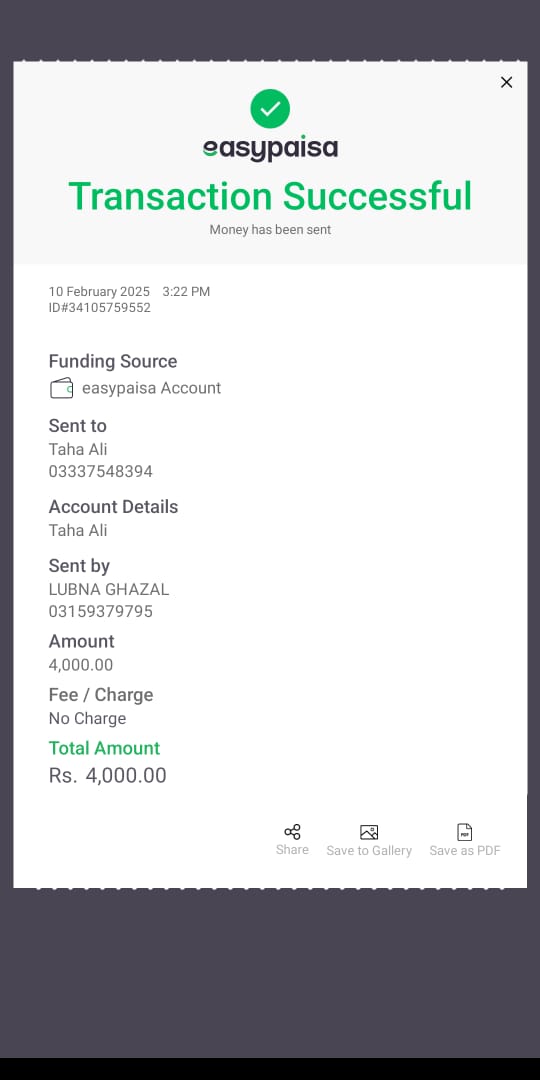 easypaisa
Transaction Successful
Money has been sent
10 February 2025 3:22 PM
ID#34105759552
Funding Source
easypaisa Account
Sent to
Taha Ali
03337548394
Account Details
Taha Ali
Sent by
LUBNA GHAZAL
03159379795
Amount
4,000.00
Fee / Charge
No Charge
Total Amount
Rs. 4,000.00
Share Save to Gallery Save as PDF